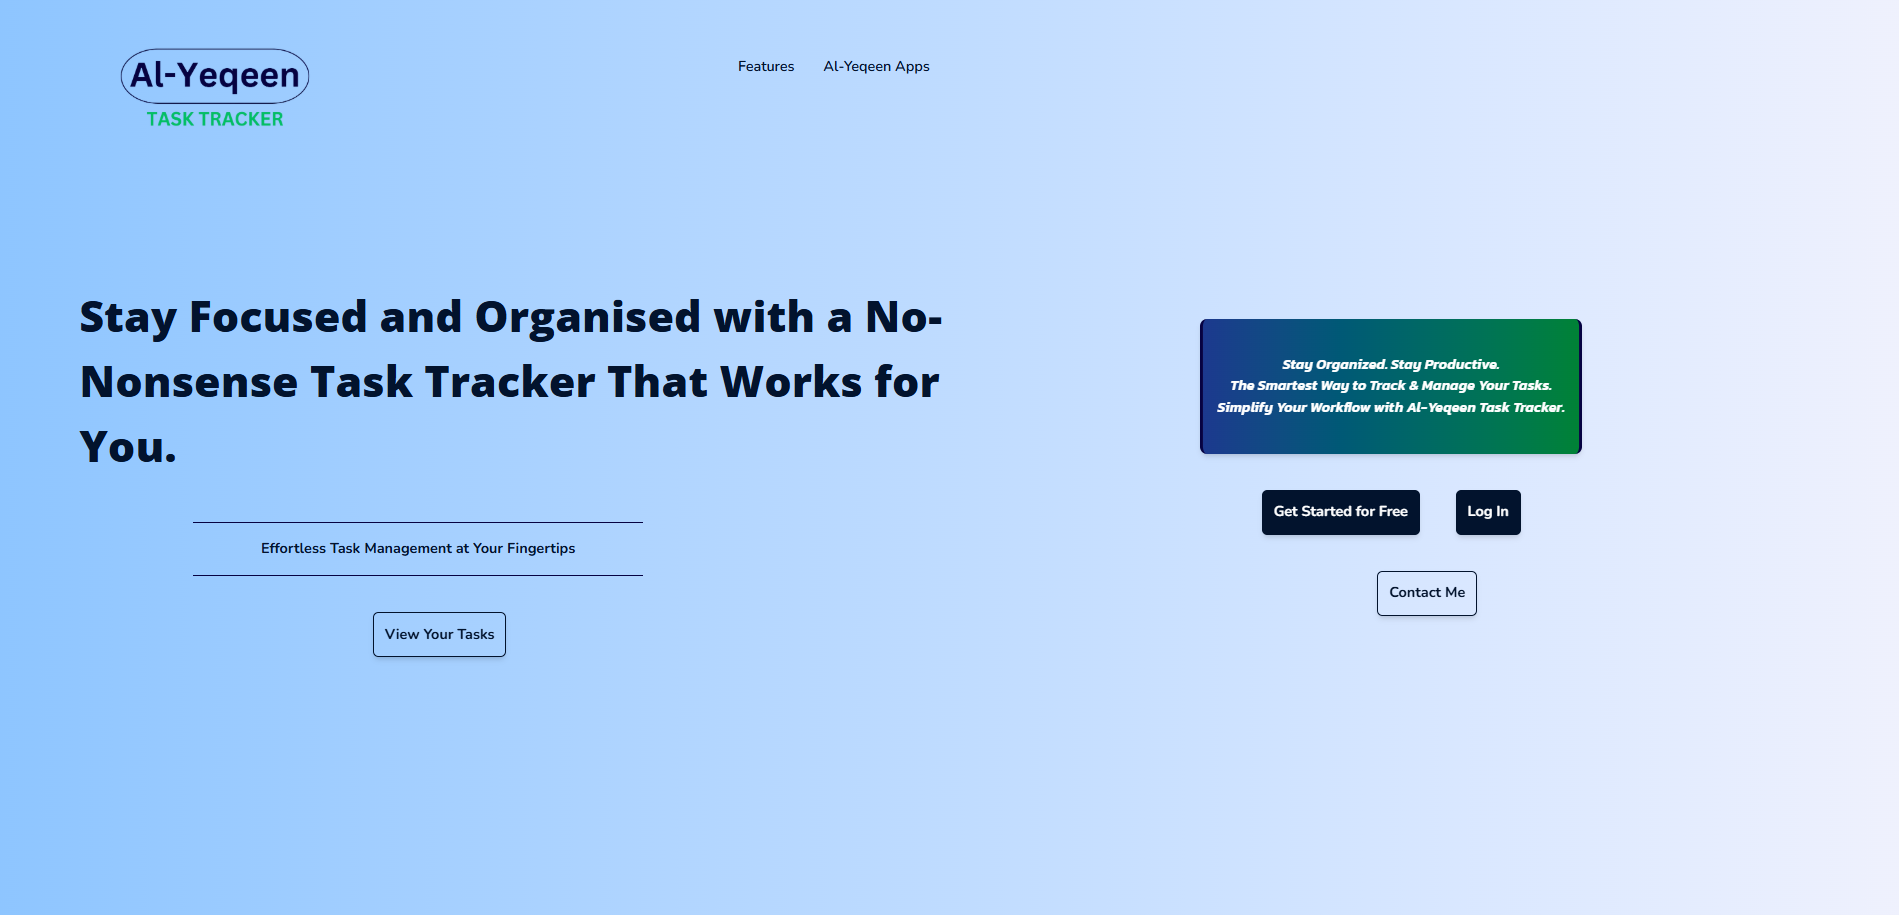 Al-Yeqeen
TASK TRACKER
Features
Al-Yeqeen Apps
Stay Focused and Organised with a No-
Nonsense Task Tracker That Works for
You.
Effortless Task Management at Your Fingertips
View Your Tasks
Stay Organized. Stay Productive.
The Smartest Way to Track & Manage Your Tasks.
Simplify Your Workflow with Al-Yeqeen Task Tracker.
Get Started for Free
Log In
Contact Me